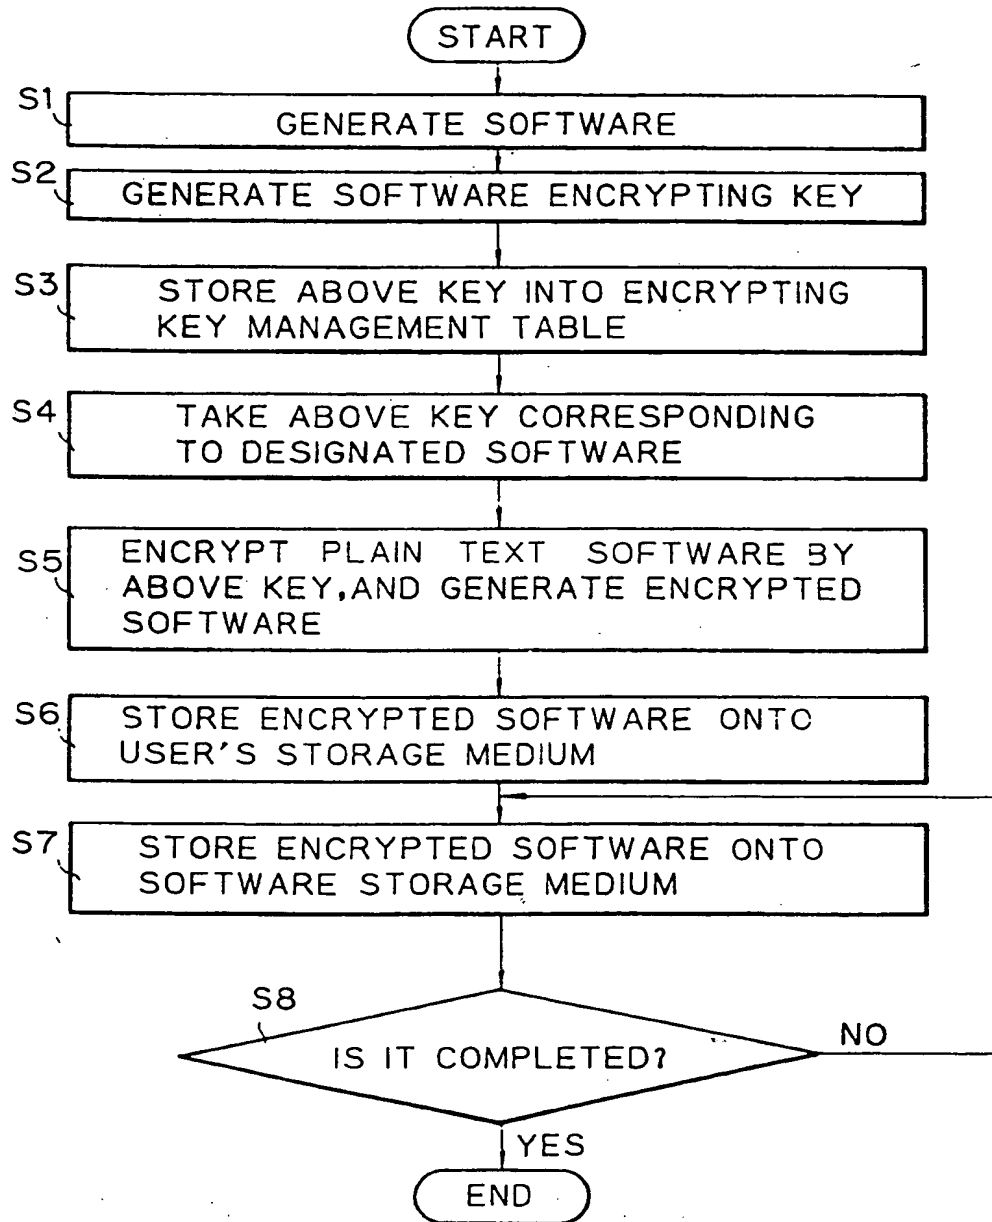 START
S1
GENERATE SOFTWARE
S2
GENERATE SOFTWARE ENCRYPTING KEY
S3
STORE ABOVE KEY INTO ENCRYPTING
KEY MANAGEMENT TABLE
S4
TAKE ABOVE KEY CORRESPONDING
TO DESIGNATED SOFTWARE
S5
ENCRYPT PLAIN TEXT SOFTWARE BY
ABOVE KEY, AND GENERATE ENCRYPTED
SOFTWARE
S6
STORE ENCRYPTED SOFTWARE ONTO
USER'S STORAGE MEDIUM
S7
STORE ENCRYPTED SOFTWARE ONTO
SOFTWARE STORAGE MEDIUM
S8
IS IT COMPLETED?
NO
YES
END